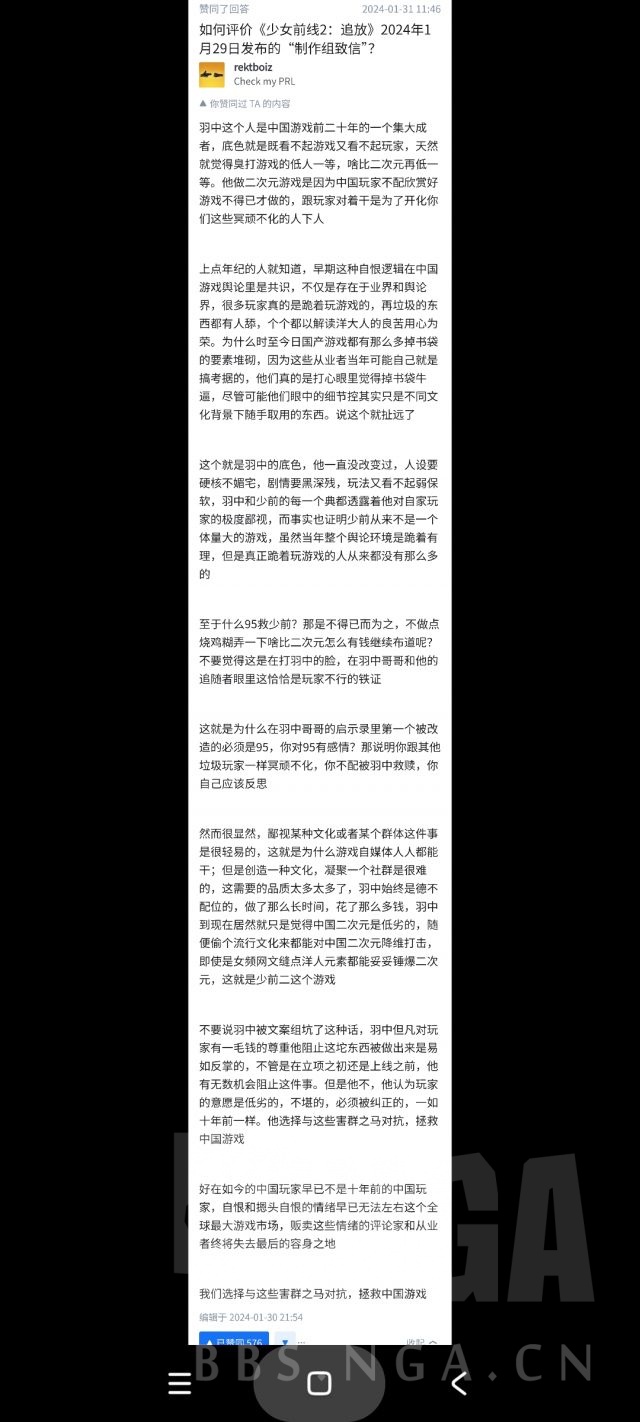 赞同了回答
2024-01-31 11:46
如何评价《少女前线2：追放》2024年1
月29日发布的“制作组致信”？
rektboiz
Check my PRL
▲ 你赞同过 TA 的内容
羽中这个人是中国游戏前二十年的一个集大成
者，底色就是既看不起游戏又看不起玩家，天然
就觉得臭打游戏的低人一等，啥比二次元再低一
等。他做二次元游戏是因为中国玩家不配欣赏好
游戏不得已才做的，跟玩家对着干是为了开化你
们这些冥顽不化的人下人
上点年纪的人就知道，早期这种自恨逻辑在中国
游戏舆论里是共识，不仅是存在于业界和舆论
界，很多玩家真的是跪着玩游戏的，再垃圾的东
西都有人舔，个个都以解读洋大人的良苦用心为
荣。为什么时至今日国产游戏都有那么多掉书袋
的要素堆砌，因为这些从业者当年可能自己就是
搞考据的，他们真的是打心眼里觉得掉书袋牛
逼，尽管可能他们眼中的细节控其实只是不同文
化背景下随手取用的东西。说这个就扯远了
这个就是羽中的底色，他一直没改变过，人设要
硬核不媚宅，剧情要黑深残，玩法又看不起弱保
软，羽中和少前的每一个典都透露着他对自家玩
家的极度鄙视，而事实也证明少前从来不是一个
体量大的游戏，虽然当年整个舆论环境是跪着有
理，但是真正跪着玩游戏的人从来都没有那么多
的
至于什么95救少前？那是不得已而为之，不做点
烧鸡糊弄一下啥比二次元怎么有钱继续布道呢？
不要觉得这是在打羽中的脸，在羽中哥哥和他的
追随者眼里这恰恰是玩家不行的铁证
这就是为什么在羽中哥哥的启示录里第一个被改
造的必须是95，你对95有感情？那说明你跟其他
垃圾玩家一样冥顽不化，你不配被羽中救赎，你
自己应该反思
然而很显然，鄙视某种文化或者某个群体这件事
是很轻易的，这就是为什么游戏自媒体人人都能
干；但是创造一种文化，凝聚一个社群是很难
的，这需要的品质太多太多了，羽中始终是德不
配位的，做了那么长时间，花了那么多钱，羽中
到现在居然就只是觉得中国二次元是低劣的，随
便偷个流行文化来都能对中国二次元降维打击，
即使是女频网文缝点洋人元素都能妥妥锤爆二次
元，这就是少前二这个游戏
不要说羽中被文案组坑了这种话，羽中但凡对玩
家有一毛钱的尊重他阻止这坨东西被做出来是易
如反掌的，不管是在立项之初还是上线之前，他
有无数机会阻止这件事。但是他不，他认为玩家
的意愿是低劣的，不堪的，必须被纠正的，一如
十年前一样。他选择与这些害群之马对抗，拯救
中国游戏
好在如今的中国玩家早已不是十年前的中国玩
家，自恨和摁头自恨的情绪早已无法左右这个全
球最大游戏市场，贩卖这些情绪的评论家和从业
者终将失去最后的容身之地
我们选择与这些害群之马对抗，拯救中国游戏
编辑于 2024-01-30 21:54
▲ 已赞同 576
▼
收起
NGA
BBS.NGA.CN